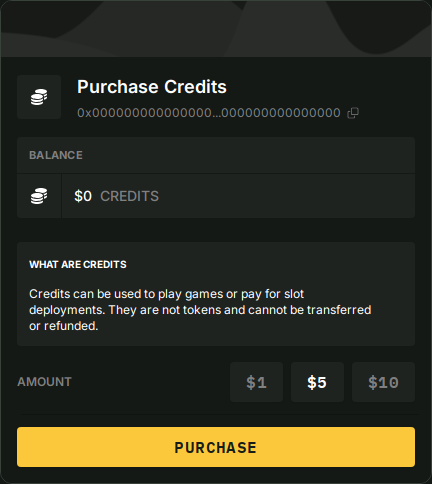 Purchase Credits
0x000000000000000...000000000000000
BALANCE
$0 CREDITS
WHAT ARE CREDITS
Credits can be used to play games or pay for slot
deployments. They are not tokens and cannot be transferred
or refunded.
AMOUNT $1 $5 $10
PURCHASE